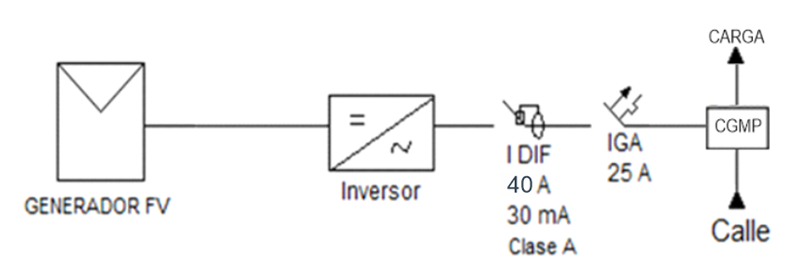 CARGA
CGMP
I DIF
40 A
30 mA
Clase A
IGA
25 A
Inversor
GENERADOR FV
Calle